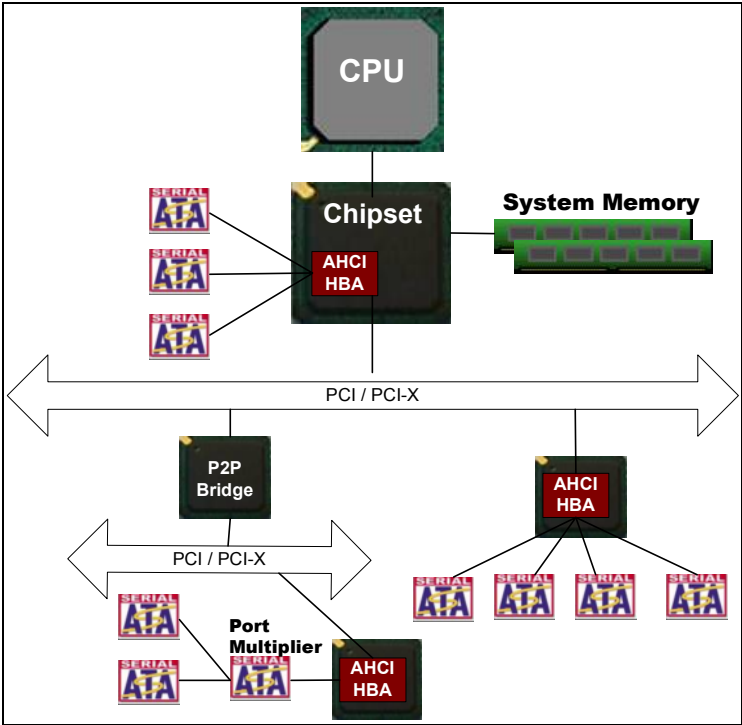 CPU
SERIAL
ATA
Chipset
System Memory
SERIAL
ATA
AHCI
HBA
SERIAL
ATA
PCI / PCI-X
P2P
Bridge
AHCI
HBA
PCI / PCI-X
SERIAL
ATA
SERIAL
ATA
SERIAL
ATA
SERIAL
ATA
SERIAL
ATA
Port
Multiplier
SERIAL
ATA
SERIAL
ATA
AHCI
HBA